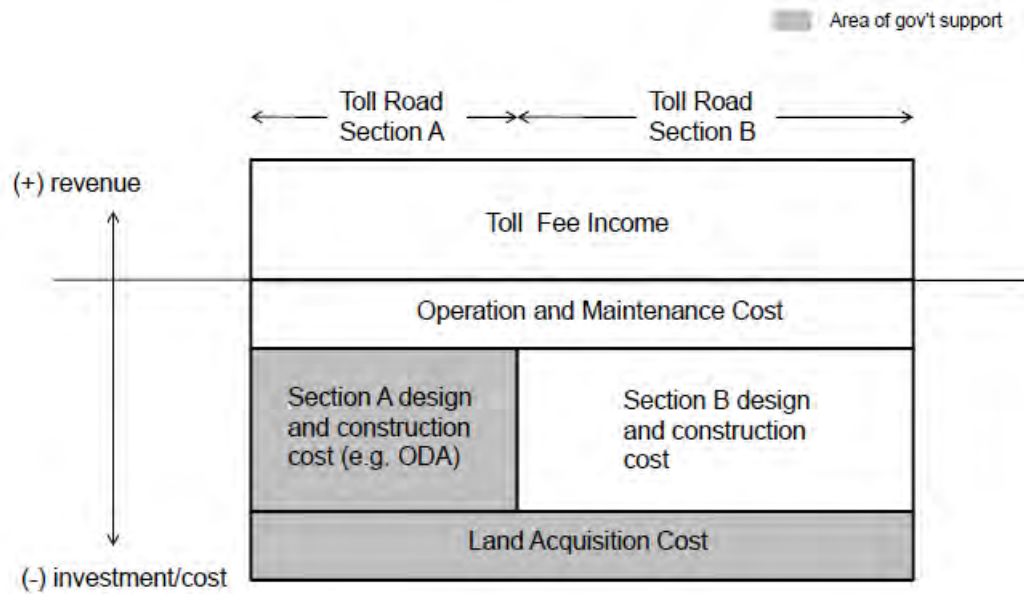 Area of gov't support
Toll Road
Section A
Toll Road
Section B
(+) revenue
Toll Fee Income
Operation and Maintenance Cost
Section A design
and construction
cost (e.g. ODA)
Section B design
and construction
cost
Land Acquisition Cost
(-) investment/cost